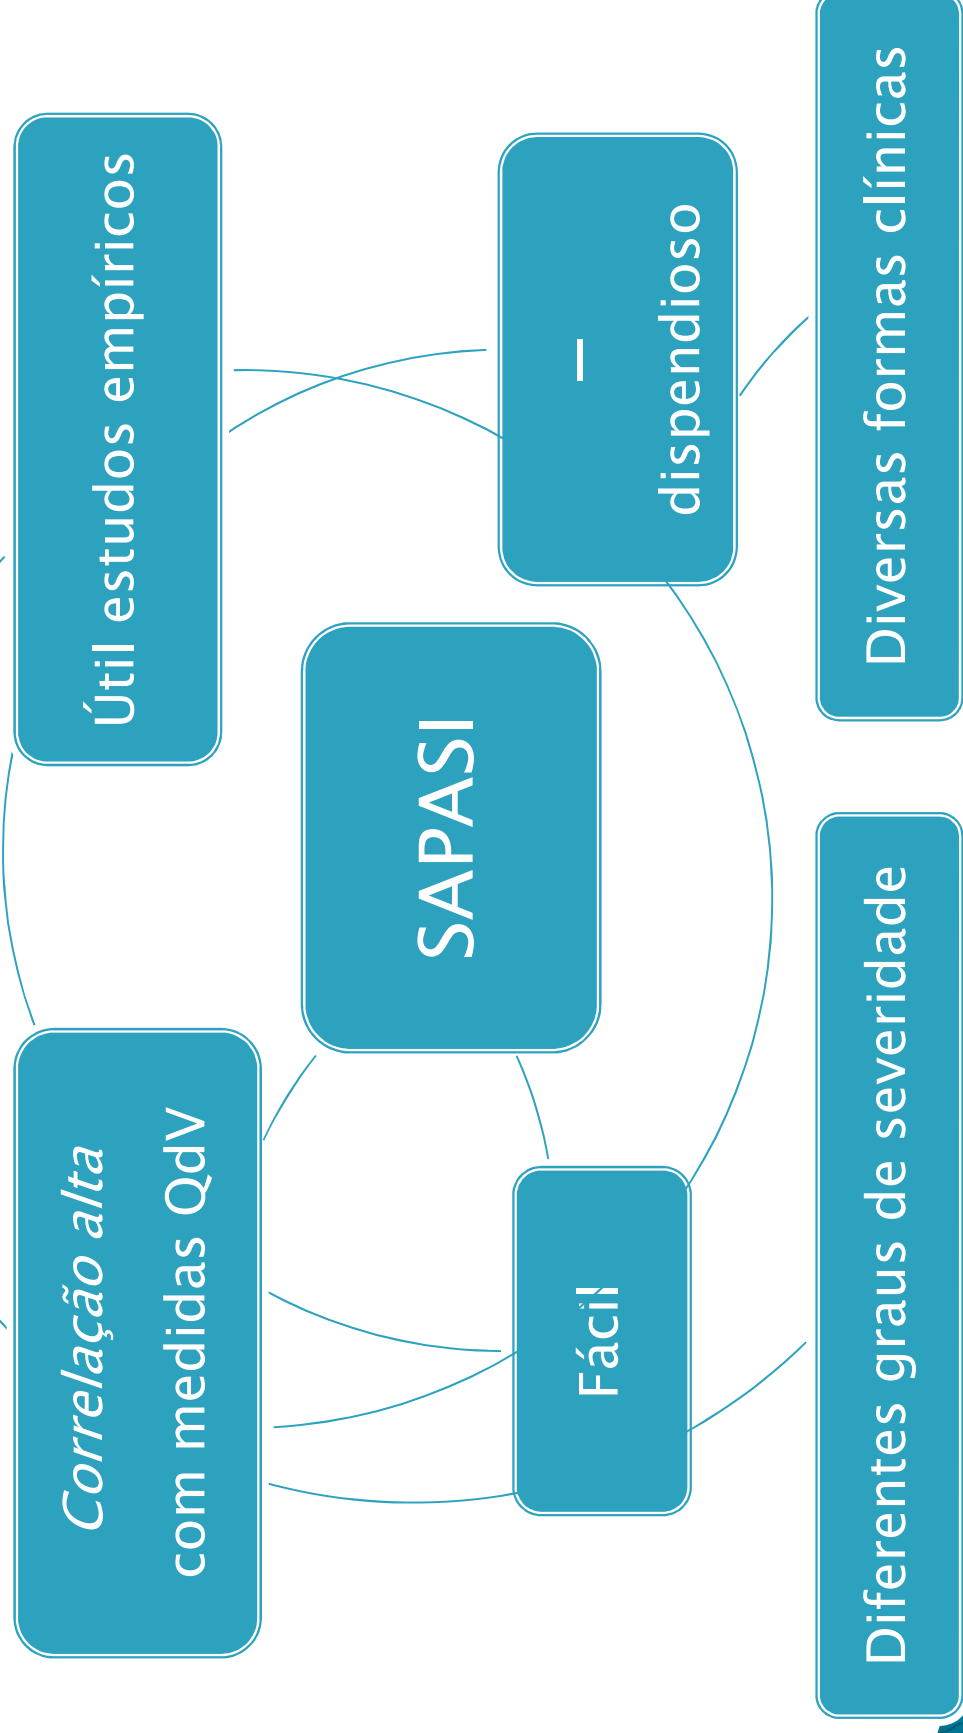 Correlação alta
com medidas QdV
Útil estudos empíricos
SAPASI
Fácil
–
dispendioso
Diferentes graus de severidade
Diversas formas clínicas